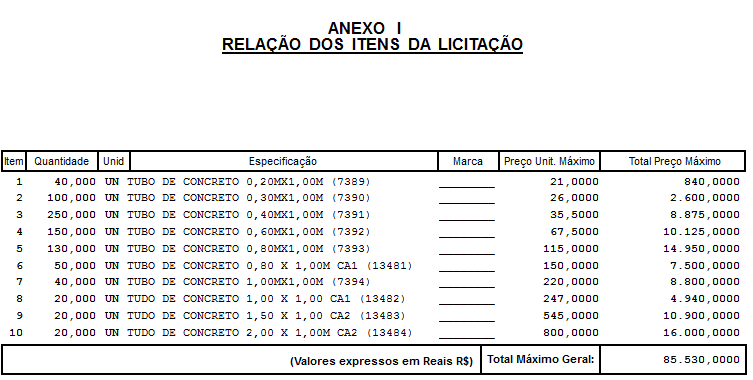 ANEXO I
RELAÇÃO DOS ITENS DA LICITAÇÃO
Item Quantidade Unid Especificação Marca Preço Unit. Máximo Total Preço Máximo
1 40,000 UN TUBO DE CONCRETO 0,20MX1,00M (7389) ________ 21,0000 840,0000
2 100,000 UN TUBO DE CONCRETO 0,30MX1,00M (7390) ________ 26,0000 2.600,0000
3 250,000 UN TUBO DE CONCRETO 0,40MX1,00M (7391) ________ 35,5000 8.875,0000
4 150,000 UN TUBO DE CONCRETO 0,60MX1,00M (7392) ________ 67,5000 10.125,0000
5 130,000 UN TUBO DE CONCRETO 0,80MX1,00M (7393) ________ 115,0000 14.950,0000
6 50,000 UN TUBO DE CONCRETO 0,80 X 1,00M CA1 (13481) ________ 150,0000 7.500,0000
7 40,000 UN TUBO DE CONCRETO 1,00MX1,00M (7394) ________ 220,0000 8.800,0000
8 20,000 UN TUDO DE CONCRETO 1,00 X 1,00 CA1 (13482) ________ 247,0000 4.940,0000
9 20,000 UN TUDO DE CONCRETO 1,50 X 1,00 CA2 (13483) ________ 545,0000 10.900,0000
10 20,000 UN TUDO DE CONCRETO 2,00 X 1,00M CA2 (13484) ________ 800,0000 16.000,0000
(Valores expressos em Reais R$) Total Máximo Geral: 85.530,0000